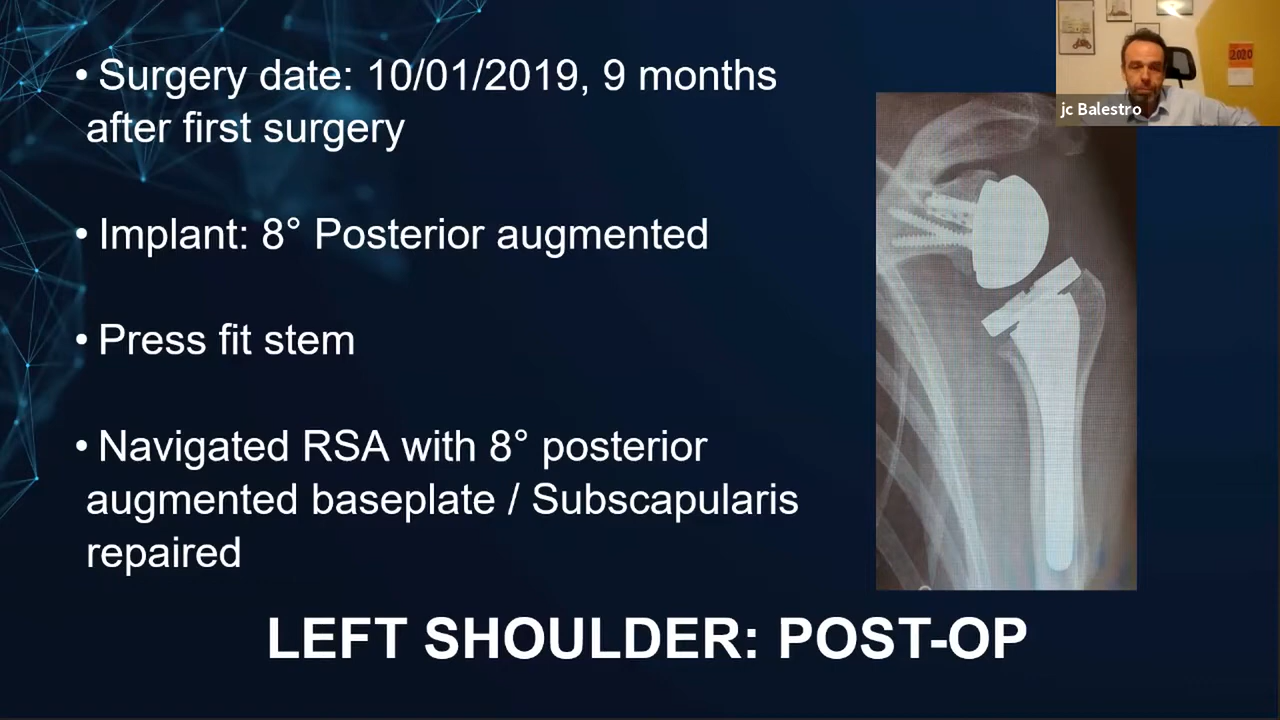 • Surgery date: 10/01/2019, 9 months
after first surgery
• Implant: 8° Posterior augmented
• Press fit stem
• Navigated RSA with 8° posterior
augmented baseplate / Subscapularis
repaired
LEFT SHOULDER: POST-OP
jc Balestro
2020